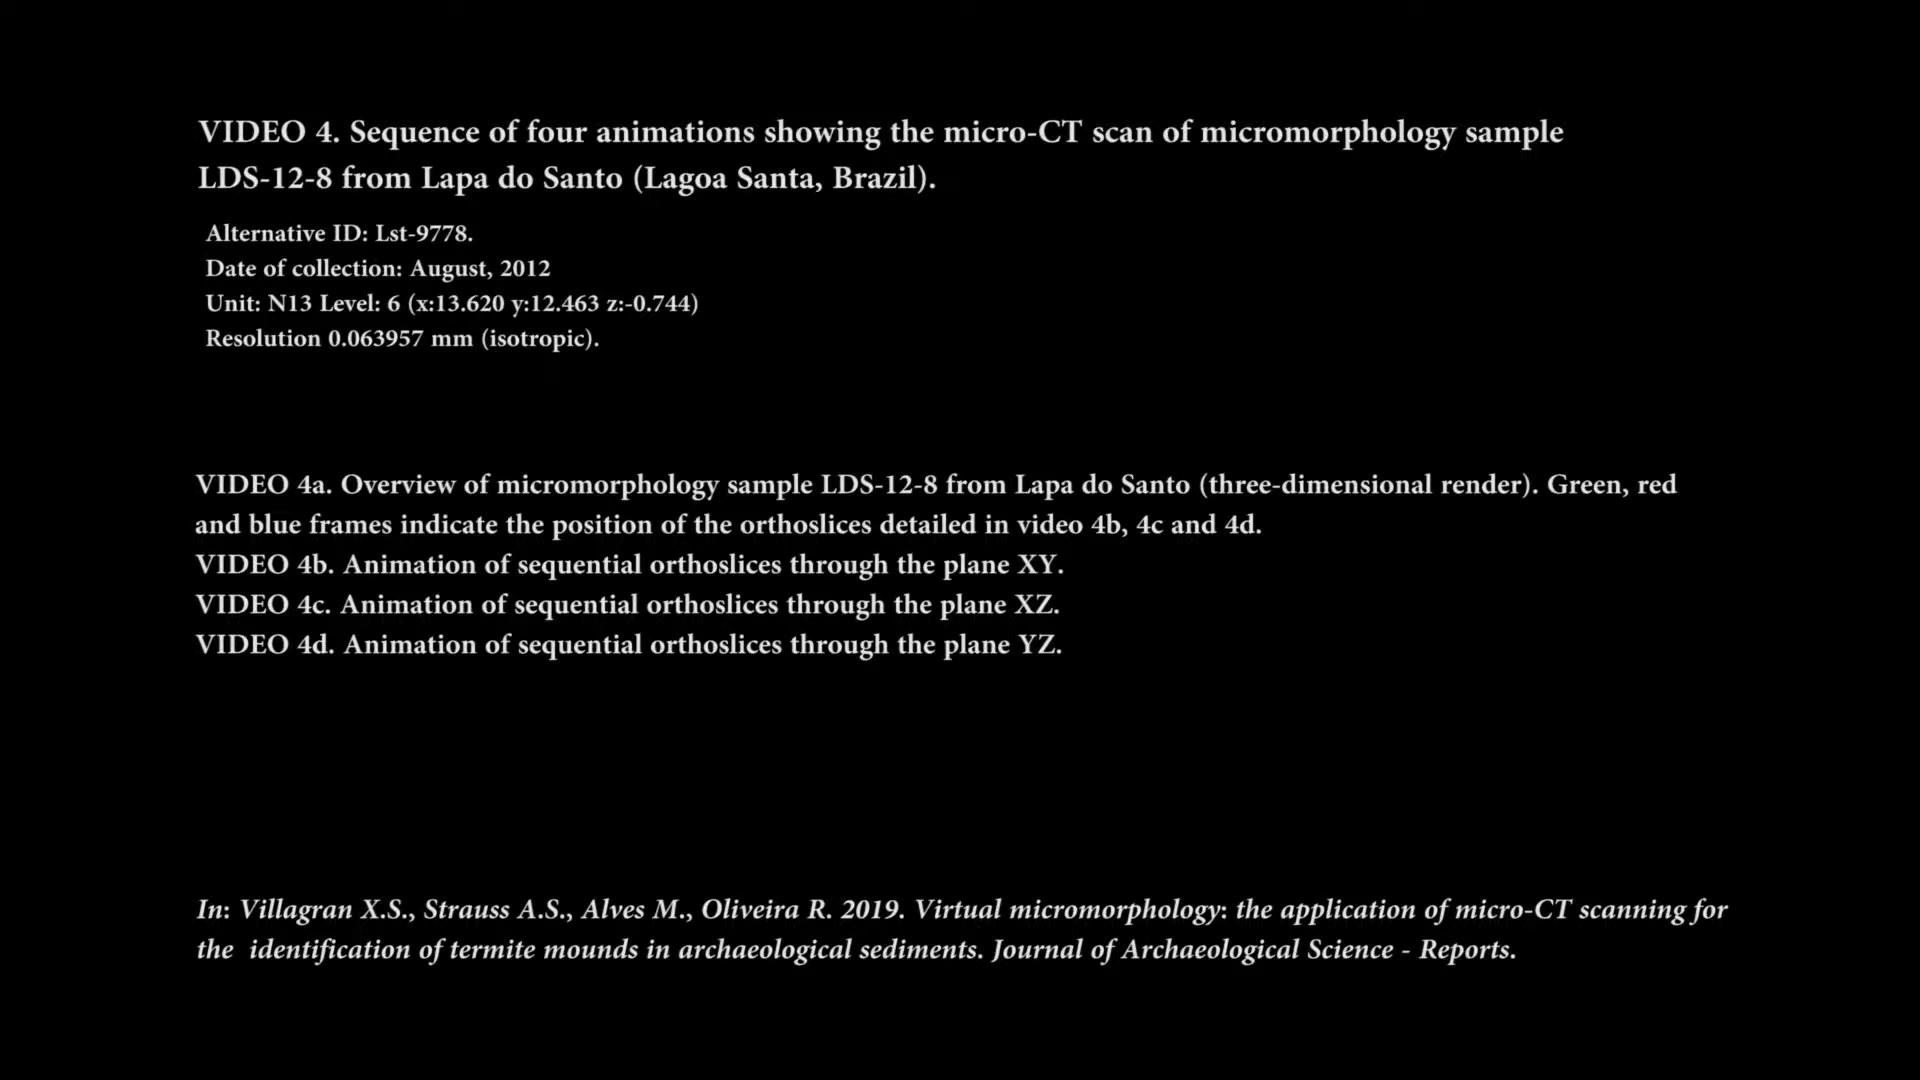 VIDEO 4. Sequence of four animations showing the micro-CT scan of micromorphology sample
LDS-12-8 from Lapa do Santo (Lagoa Santa, Brazil).
Alternative ID: Lst-9778.
Date of collection: August, 2012
Unit: N13 Level: 6 (x:13.620 y:12.463 z:-0.744)
Resolution 0.063957 mm (isotropic).
VIDEO 4a. Overview of micromorphology sample LDS-12-8 from Lapa do Santo (three-dimensional render). Green, red
and blue frames indicate the position of the orthoslices detailed in video 4b, 4c and 4d.
VIDEO 4b. Animation of sequential orthoslices through the plane XY.
VIDEO 4c. Animation of sequential orthoslices through the plane XZ.
VIDEO 4d. Animation of sequential orthoslices through the plane YZ.
In: Villagran X.S., Strauss A.S., Alves M., Oliveira R. 2019. Virtual micromorphology: the application of micro-CT scanning for
the identification of termite mounds in archaeological sediments. Journal of Archaeological Science - Reports.